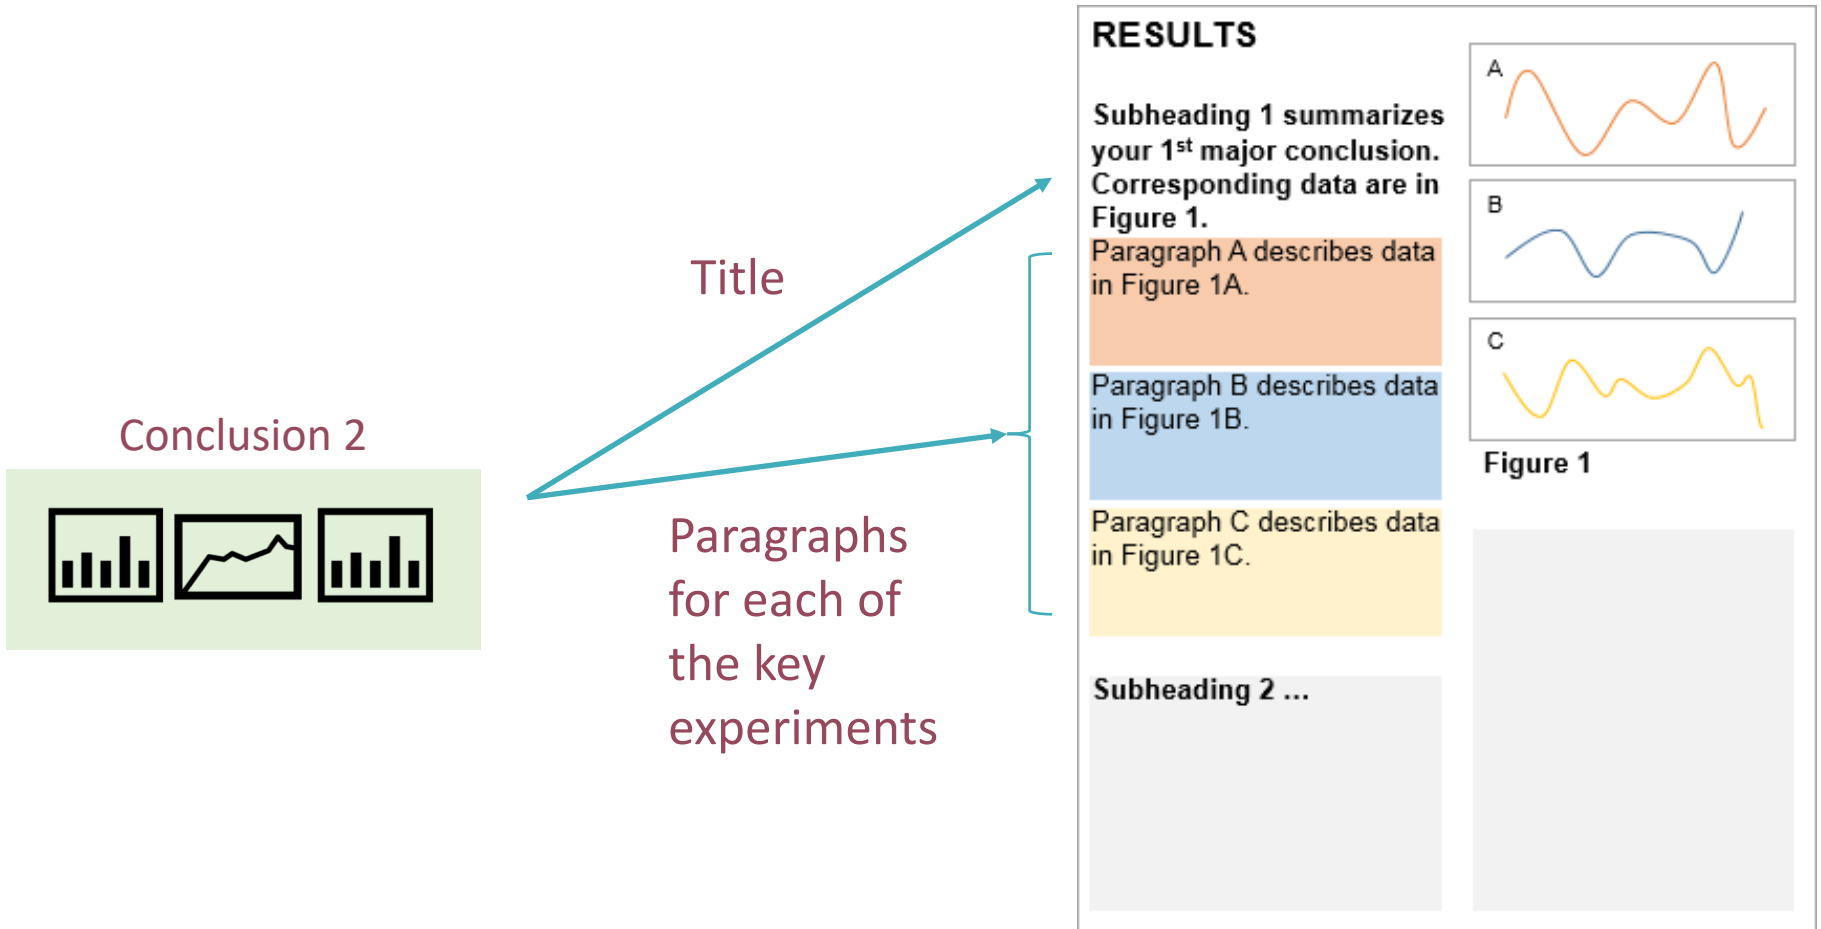 Conclusion 2
Title
Paragraphs
for each of
the key
experiments
RESULTS
Subheading 1 summarizes
your 1st major conclusion.
Corresponding data are in
Figure 1.
Paragraph A describes data
in Figure 1A.
Paragraph B describes data
in Figure 1B.
Paragraph C describes data
in Figure 1C.
Subheading 2 ...
A
B
C
Figure 1